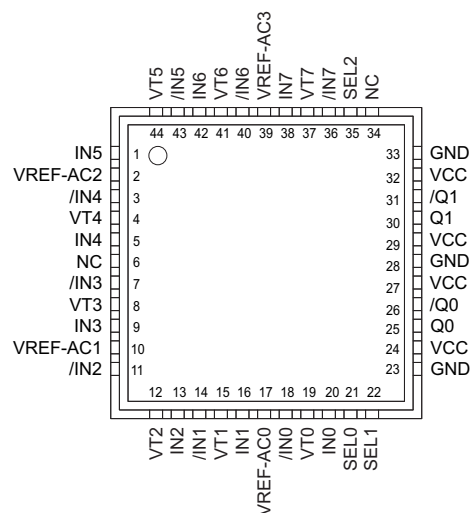 VT5 /IN5 IN6 VT6 /IN6 VREF-AC3 IN7 VT7 /IN7 SEL2 NC
44 43 42 41 40 39 38 37 36 35 34
IN5 1 33 GND
VREF-AC2 2 32 VCC
/IN4 3 31 /Q1
VT4 4 30 Q1
IN4 5 29 VCC
NC 6 28 GND
/IN3 7 27 VCC
VT3 8 26 /Q0
IN3 9 25 Q0
VREF-AC1 10 24 VCC
/IN2 11 23 GND
12 13 14 15 16 17 18 19 20 21 22
VT2 IN2 /IN1 VT1 IN1 VREF-AC0 /IN0 VT0 IN0 SEL0 SEL1